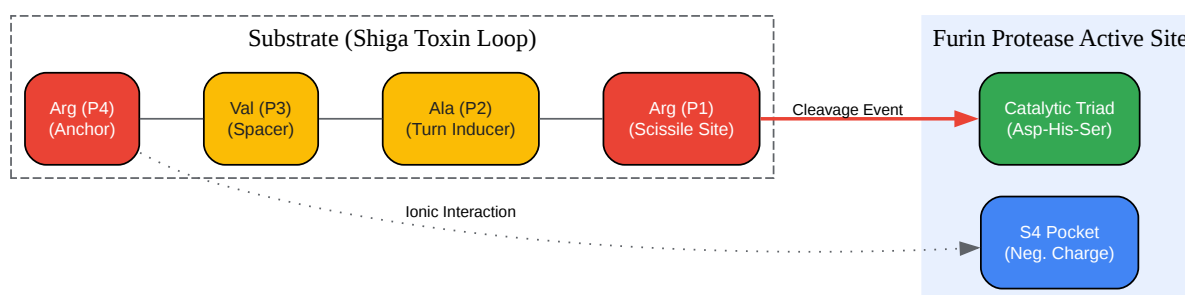 Substrate (Shiga Toxin Loop)
Furin Protease Active Site
Arg (P4)
(Anchor)
Val (P3)
(Spacer)
Ala (P2)
(Turn Inducer)
Arg (P1)
(Scissile Site)
Cleavage Event
Catalytic Triad
(Asp-His-Ser)
Ionic Interaction
S4 Pocket
(Neg. Charge)